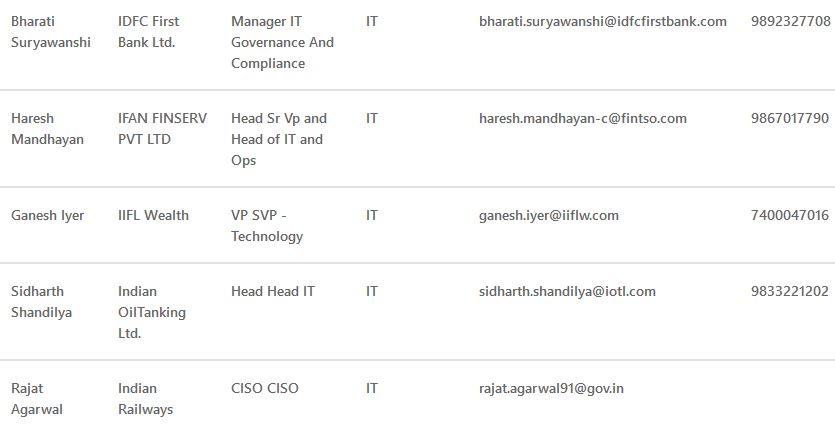 Bharati IDFC First Manager IT IT bharati.suryawanshi@idfcfirstbank.com 9892327708
Suryawanshi Bank Ltd. Governance And
Compliance
Haresh IFAN FINSERV Head Sr Vp and IT haresh.mandhayan-c@fintso.com 9867017790
Mandhayan PVT LTD Head of IT and
Ops
Ganesh Iyer IIFL Wealth VP SVP - IT ganesh.iyer@iiflw.com 7400047016
Technology
Sidharth Indian Head Head IT IT sidharth.shandilya@iotl.com 9833221202
Shandilya OilTanking
Ltd.
Rajat Indian CISO CISO IT rajat.agarwal91@gov.in
Agarwal Railways